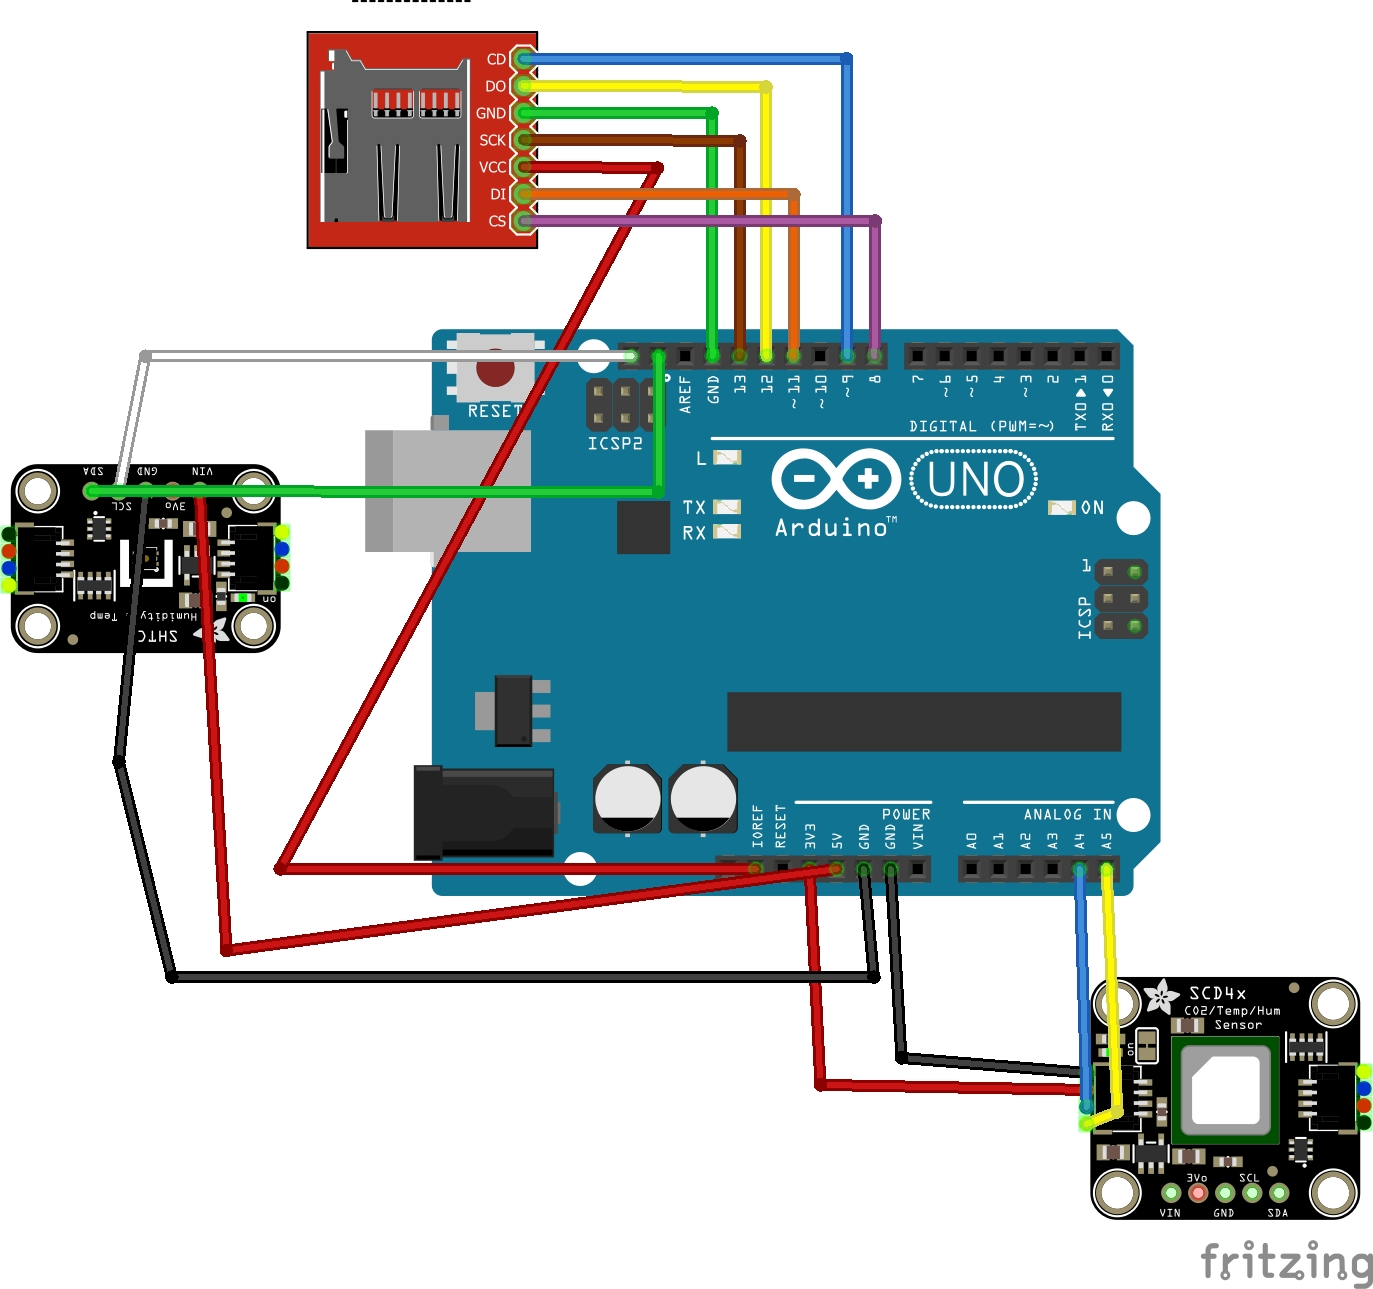 CD
DO
GND
SCK
VCC
DI
CS
RESET
ICSP2
AREF
GND
13
12
~11
~10
~9
8
7
~6
~5
4
~3
2
TX0▶1
RX0◀0
DIGITAL (PWM=~)
L
TX
RX
Arduino™
UNO
ON
1
ICSP
SDA
SCL
GND
3Vo
VIN
on
Humidity
Temp
SHTC
IOREF
RESET
3V3
5V
GND
GND
VIN
POWER
A0
A1
A2
A3
A4
A5
ANALOG IN
SCD4x
CO2/Temp/Hum
Sensor
on
3Vo
SCL
VIN
GND
SDA
fritzing